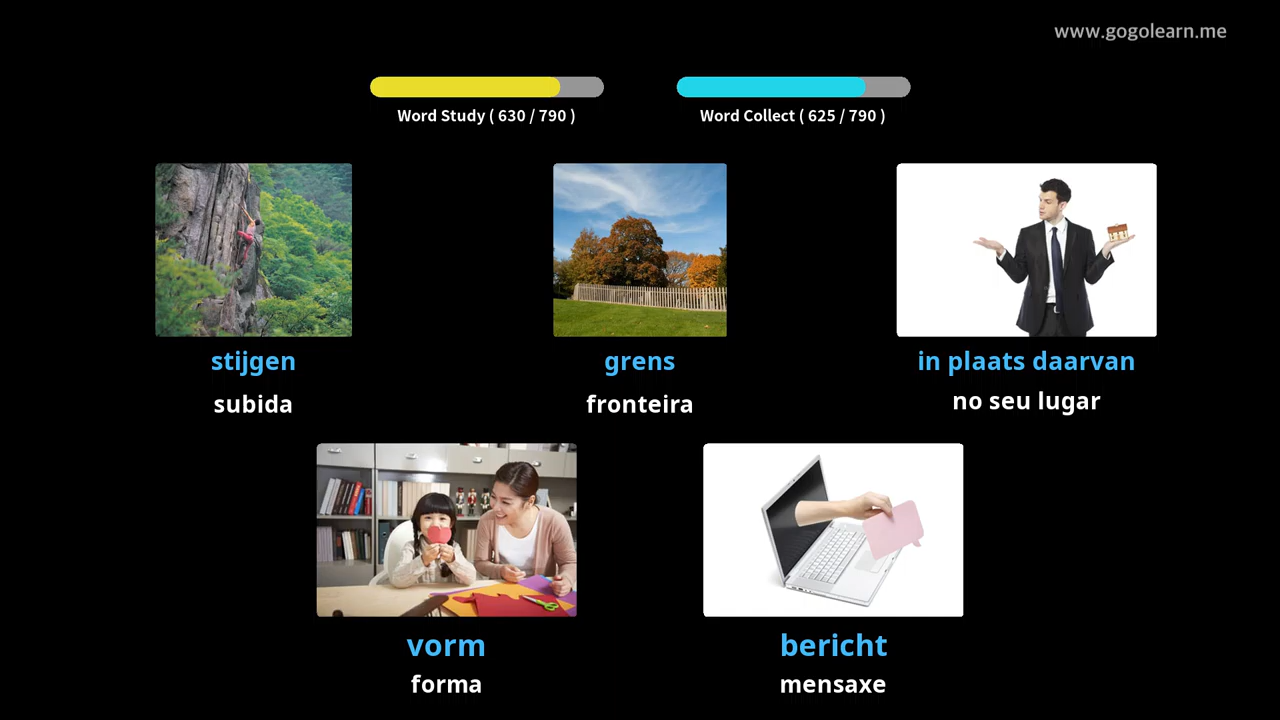 www.gogolearn.me
Word Study ( 630 / 790 )
Word Collect ( 625 / 790 )
stijgen
subida
grens
fronteira
in plaats daarvan
no seu lugar
vorm
forma
bericht
mensaxe